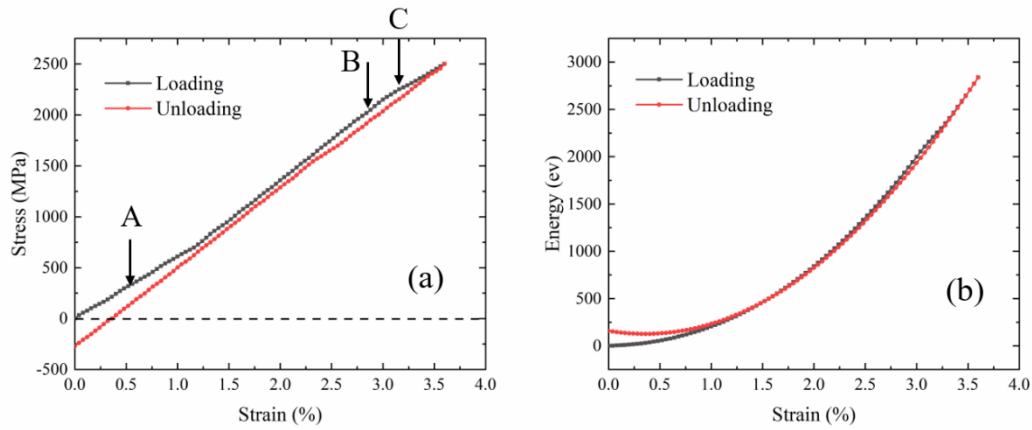 C
B
A
Loading
Unloading
(a)
Stress (MPa)
2500
2000
1500
1000
500
0
-500
0.0 0.5 1.0 1.5 2.0 2.5 3.0 3.5 4.0
Strain (%)
Loading
Unloading
(b)
Energy (ev)
3000
2500
2000
1500
1000
500
0
0.0 0.5 1.0 1.5 2.0 2.5 3.0 3.5 4.0
Strain (%)